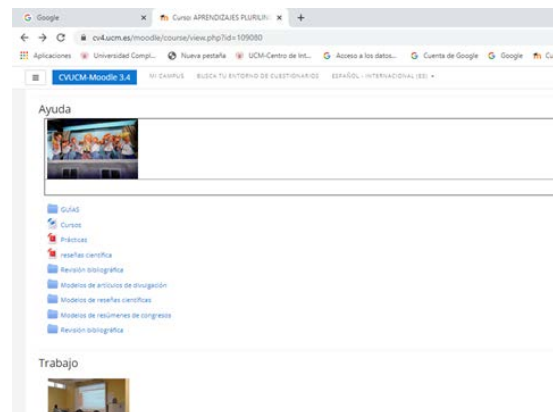 Google
Curso: APRENDIZAJES PLURILIN
cv4.ucm.es/moodle/course/view.php?id=109080
Aplicaciones Universidad Compl... Nueva pestaña UCM-Centro de Int... Acceso a los datos... Cuenta de Google Google Cu
CVUCM-Moodle 3.4 MI CAMPUS BUSCA TU ENTORNO DE CUESTIONARIOS ESPAÑOL - INTERNACIONAL (ES)
Ayuda
GUÍAS
Cursos
Prácticas
reseñas científica
Revisión bibliográfica
Modelos de artículos de divulgación
Modelos de reseñas científicas
Modelos de resúmenes de congresos
Revisión bibliográfica
Trabajo